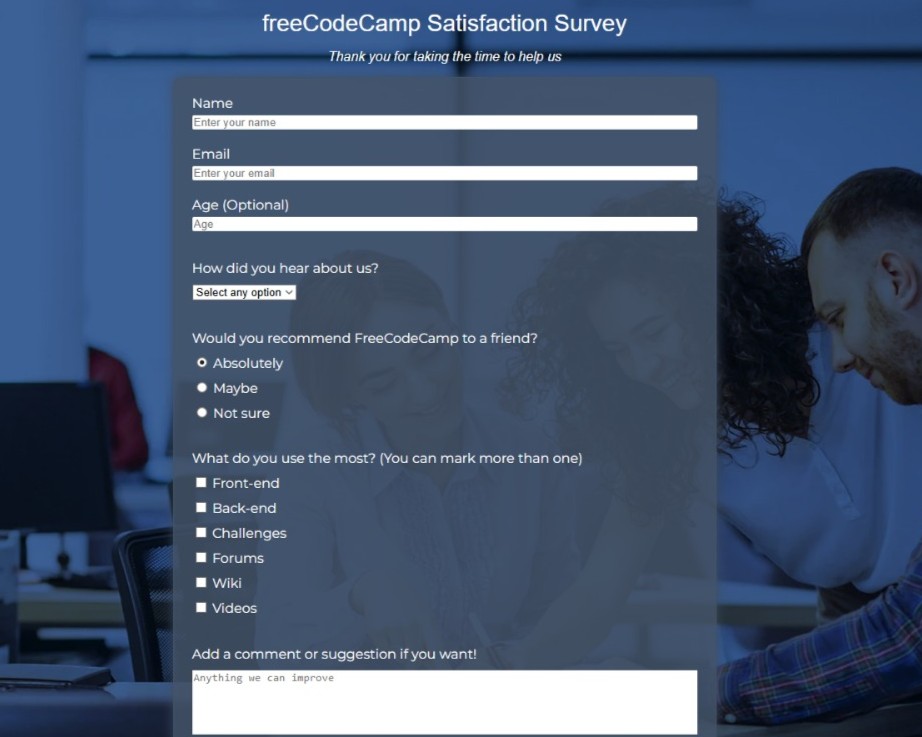 freeCodeCamp Satisfaction Survey
Thank you for taking the time to help us
Name
Enter your name
Email
Enter your email
Age (Optional)
Age
How did you hear about us?
Select any option
Would you recommend FreeCodeCamp to a friend?
Absolutely
Maybe
Not sure
What do you use the most? (You can mark more than one)
Front-end
Back-end
Challenges
Forums
Wiki
Videos
Add a comment or suggestion if you want!
Anything we can improve